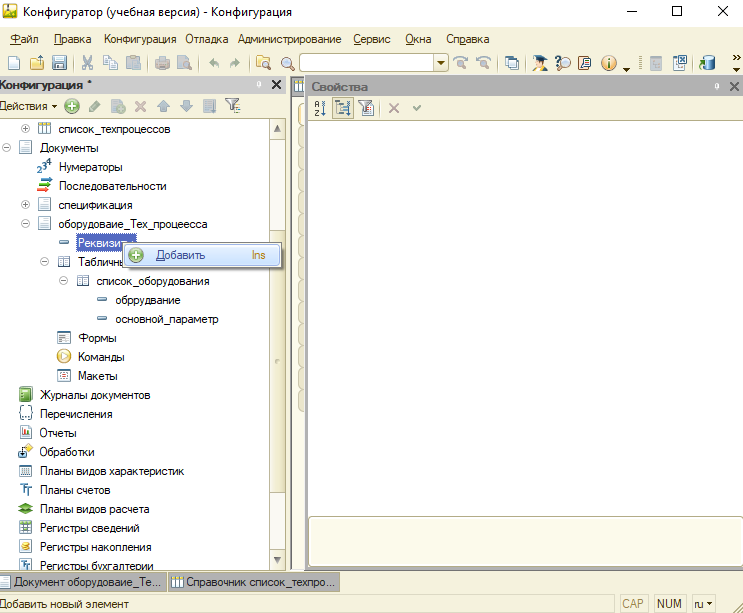 Конфигуратор (учебная версия) - Конфигурация
Файл Правка Конфигурация Отладка Администрирование Сервис Окна Справка
Конфигурация *
Свойства
Действия
список_техпроцессов
Документы
Нумераторы
Последовательности
спецификация
оборудоваие_Тех_процеесса
Реквизиты
Добавить Ins
Табличн
список_оборудования
обррудвание
основной_параметр
Формы
Команды
Макеты
Журналы документов
Перечисления
Отчеты
Обработки
Планы видов характеристик
Планы счетов
Планы видов расчета
Регистры сведений
Регистры накопления
Регистры бухгалтерии
Документ оборудоваие_Те... Справочник список_техпро...
Добавить новый элемент
CAP NUM ru